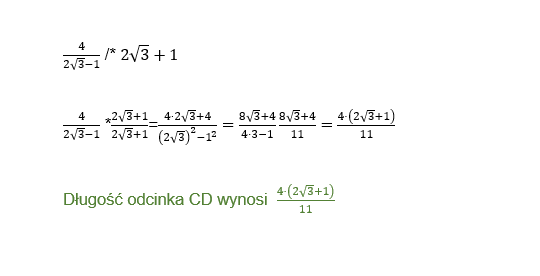 4/(2√3−1) /* 2√3 + 1
4/(2√3−1) *(2√3+1)/(2√3+1)=(4·2√3+4)/((2√3)²−1²) = (8√3+4)/(4·3−1) (8√3+4)/11 = (4·(2√3+1))/11
Długość odcinka CD wynosi (4·(2√3+1))/11